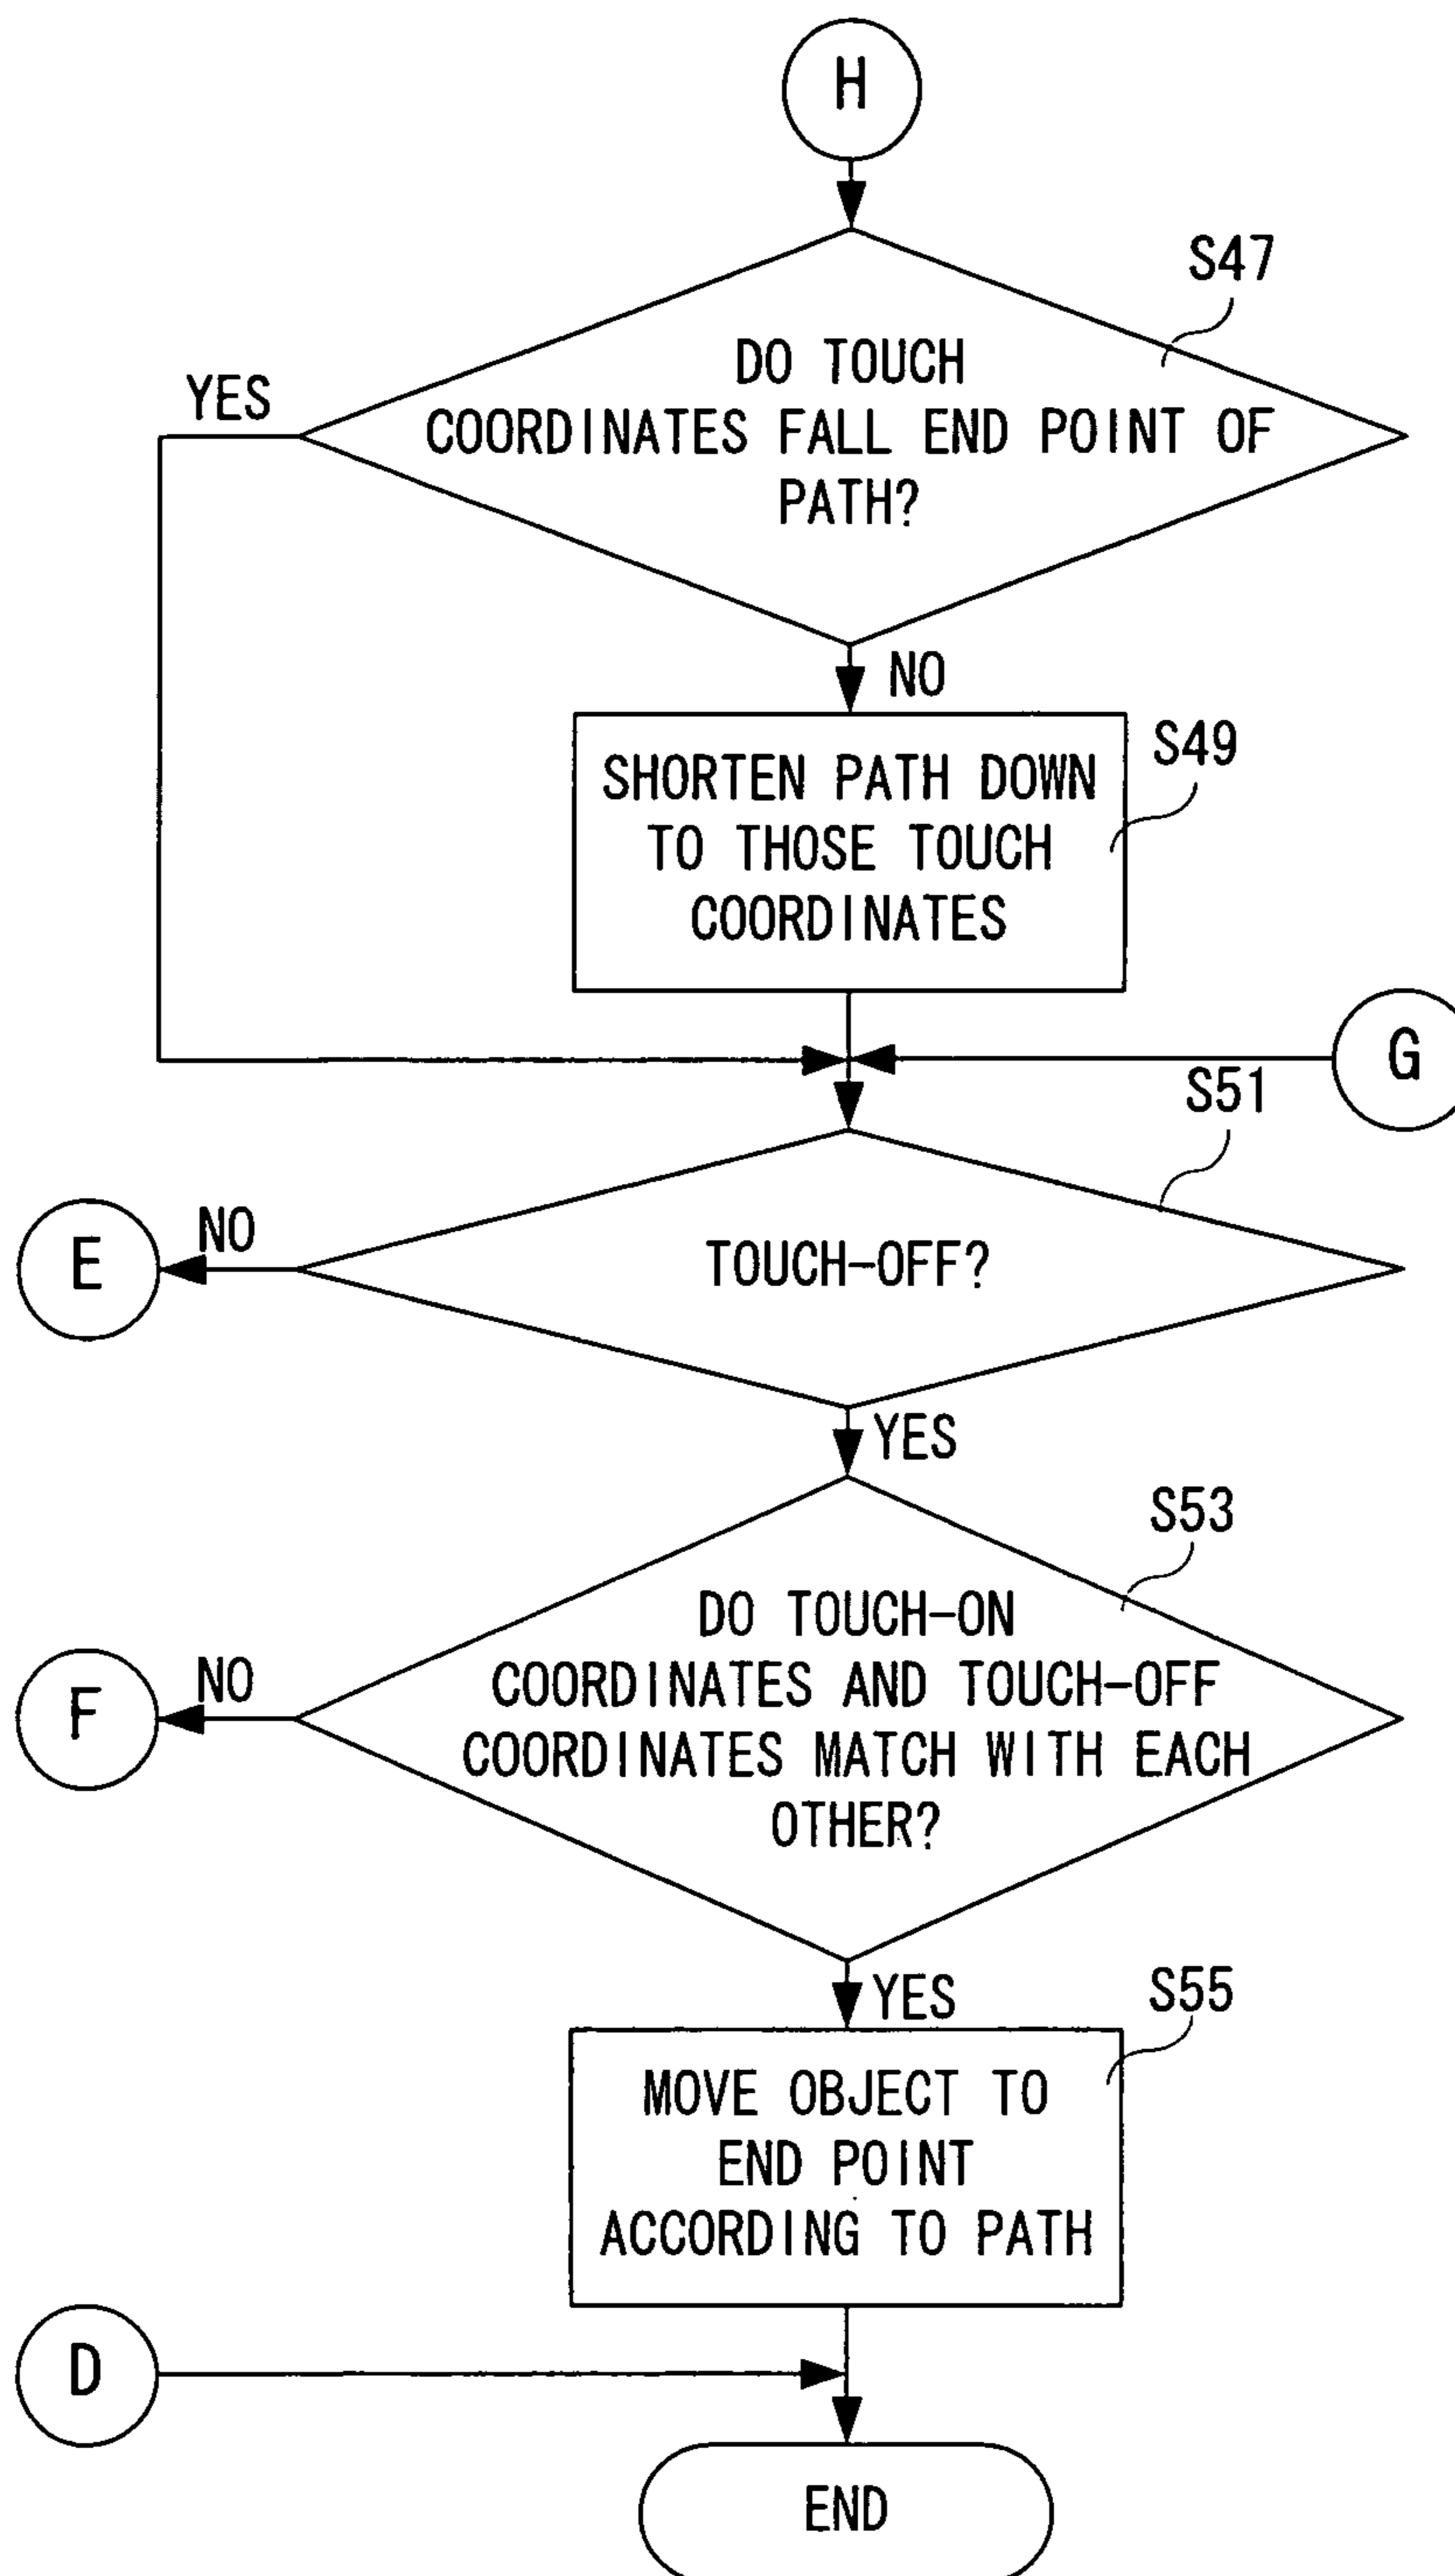 H
S47
DO TOUCH
COORDINATES FALL END POINT OF
PATH?
YES
NO
S49
SHORTEN PATH DOWN
TO THOSE TOUCH
COORDINATES
G
S51
TOUCH-OFF?
NO
E
YES
S53
DO TOUCH-ON
COORDINATES AND TOUCH-OFF
COORDINATES MATCH WITH EACH
OTHER?
NO
F
YES
S55
MOVE OBJECT TO
END POINT
ACCORDING TO PATH
D
END